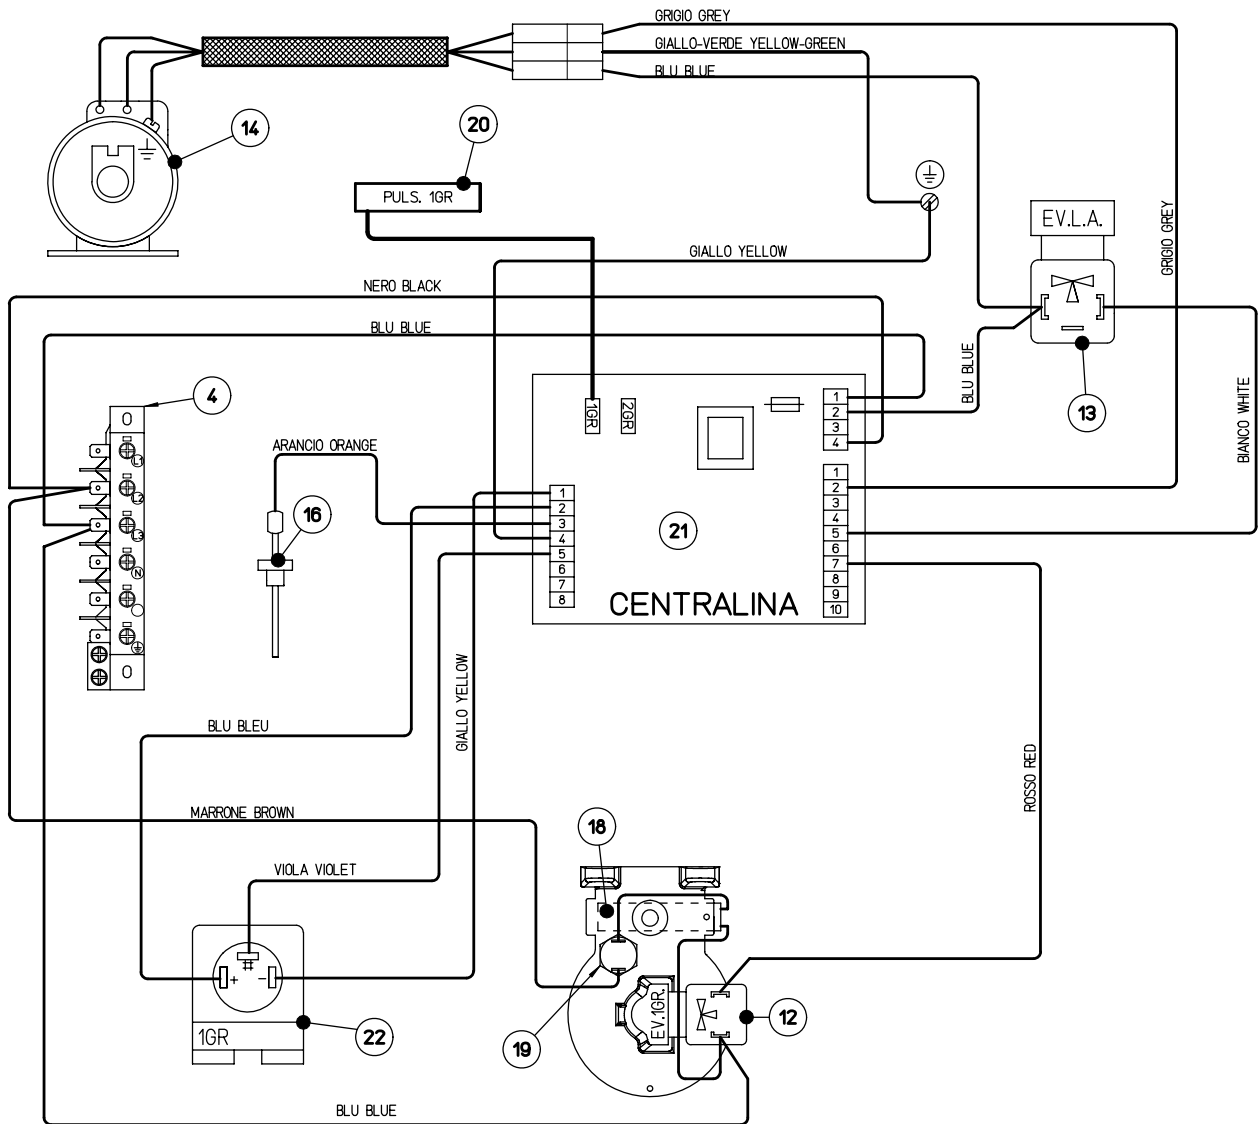 GRIGIO GREY
GIALLO-VERDE YELLOW-GREEN
BLU BLUE
14
20
PULS. 1GR
EV.L.A.
GRIGIO GREY
GIALLO YELLOW
NERO BLACK
BLU BLUE
BLU BLUE
13
BIANCO WHITE
4
0
L1
L2
L3
N
0
ARANCIO ORANGE
16
1GR
2GR
1
2
3
4
1
2
3
4
5
6
7
8
9
10
1
2
3
4
5
6
7
8
21
CENTRALINA
GIALLO YELLOW
BLU BLEU
MARRONE BROWN
VIOLA VIOLET
ROSSO RED
18
+
-
1GR
22
EV.1GR.
12
19
BLU BLUE